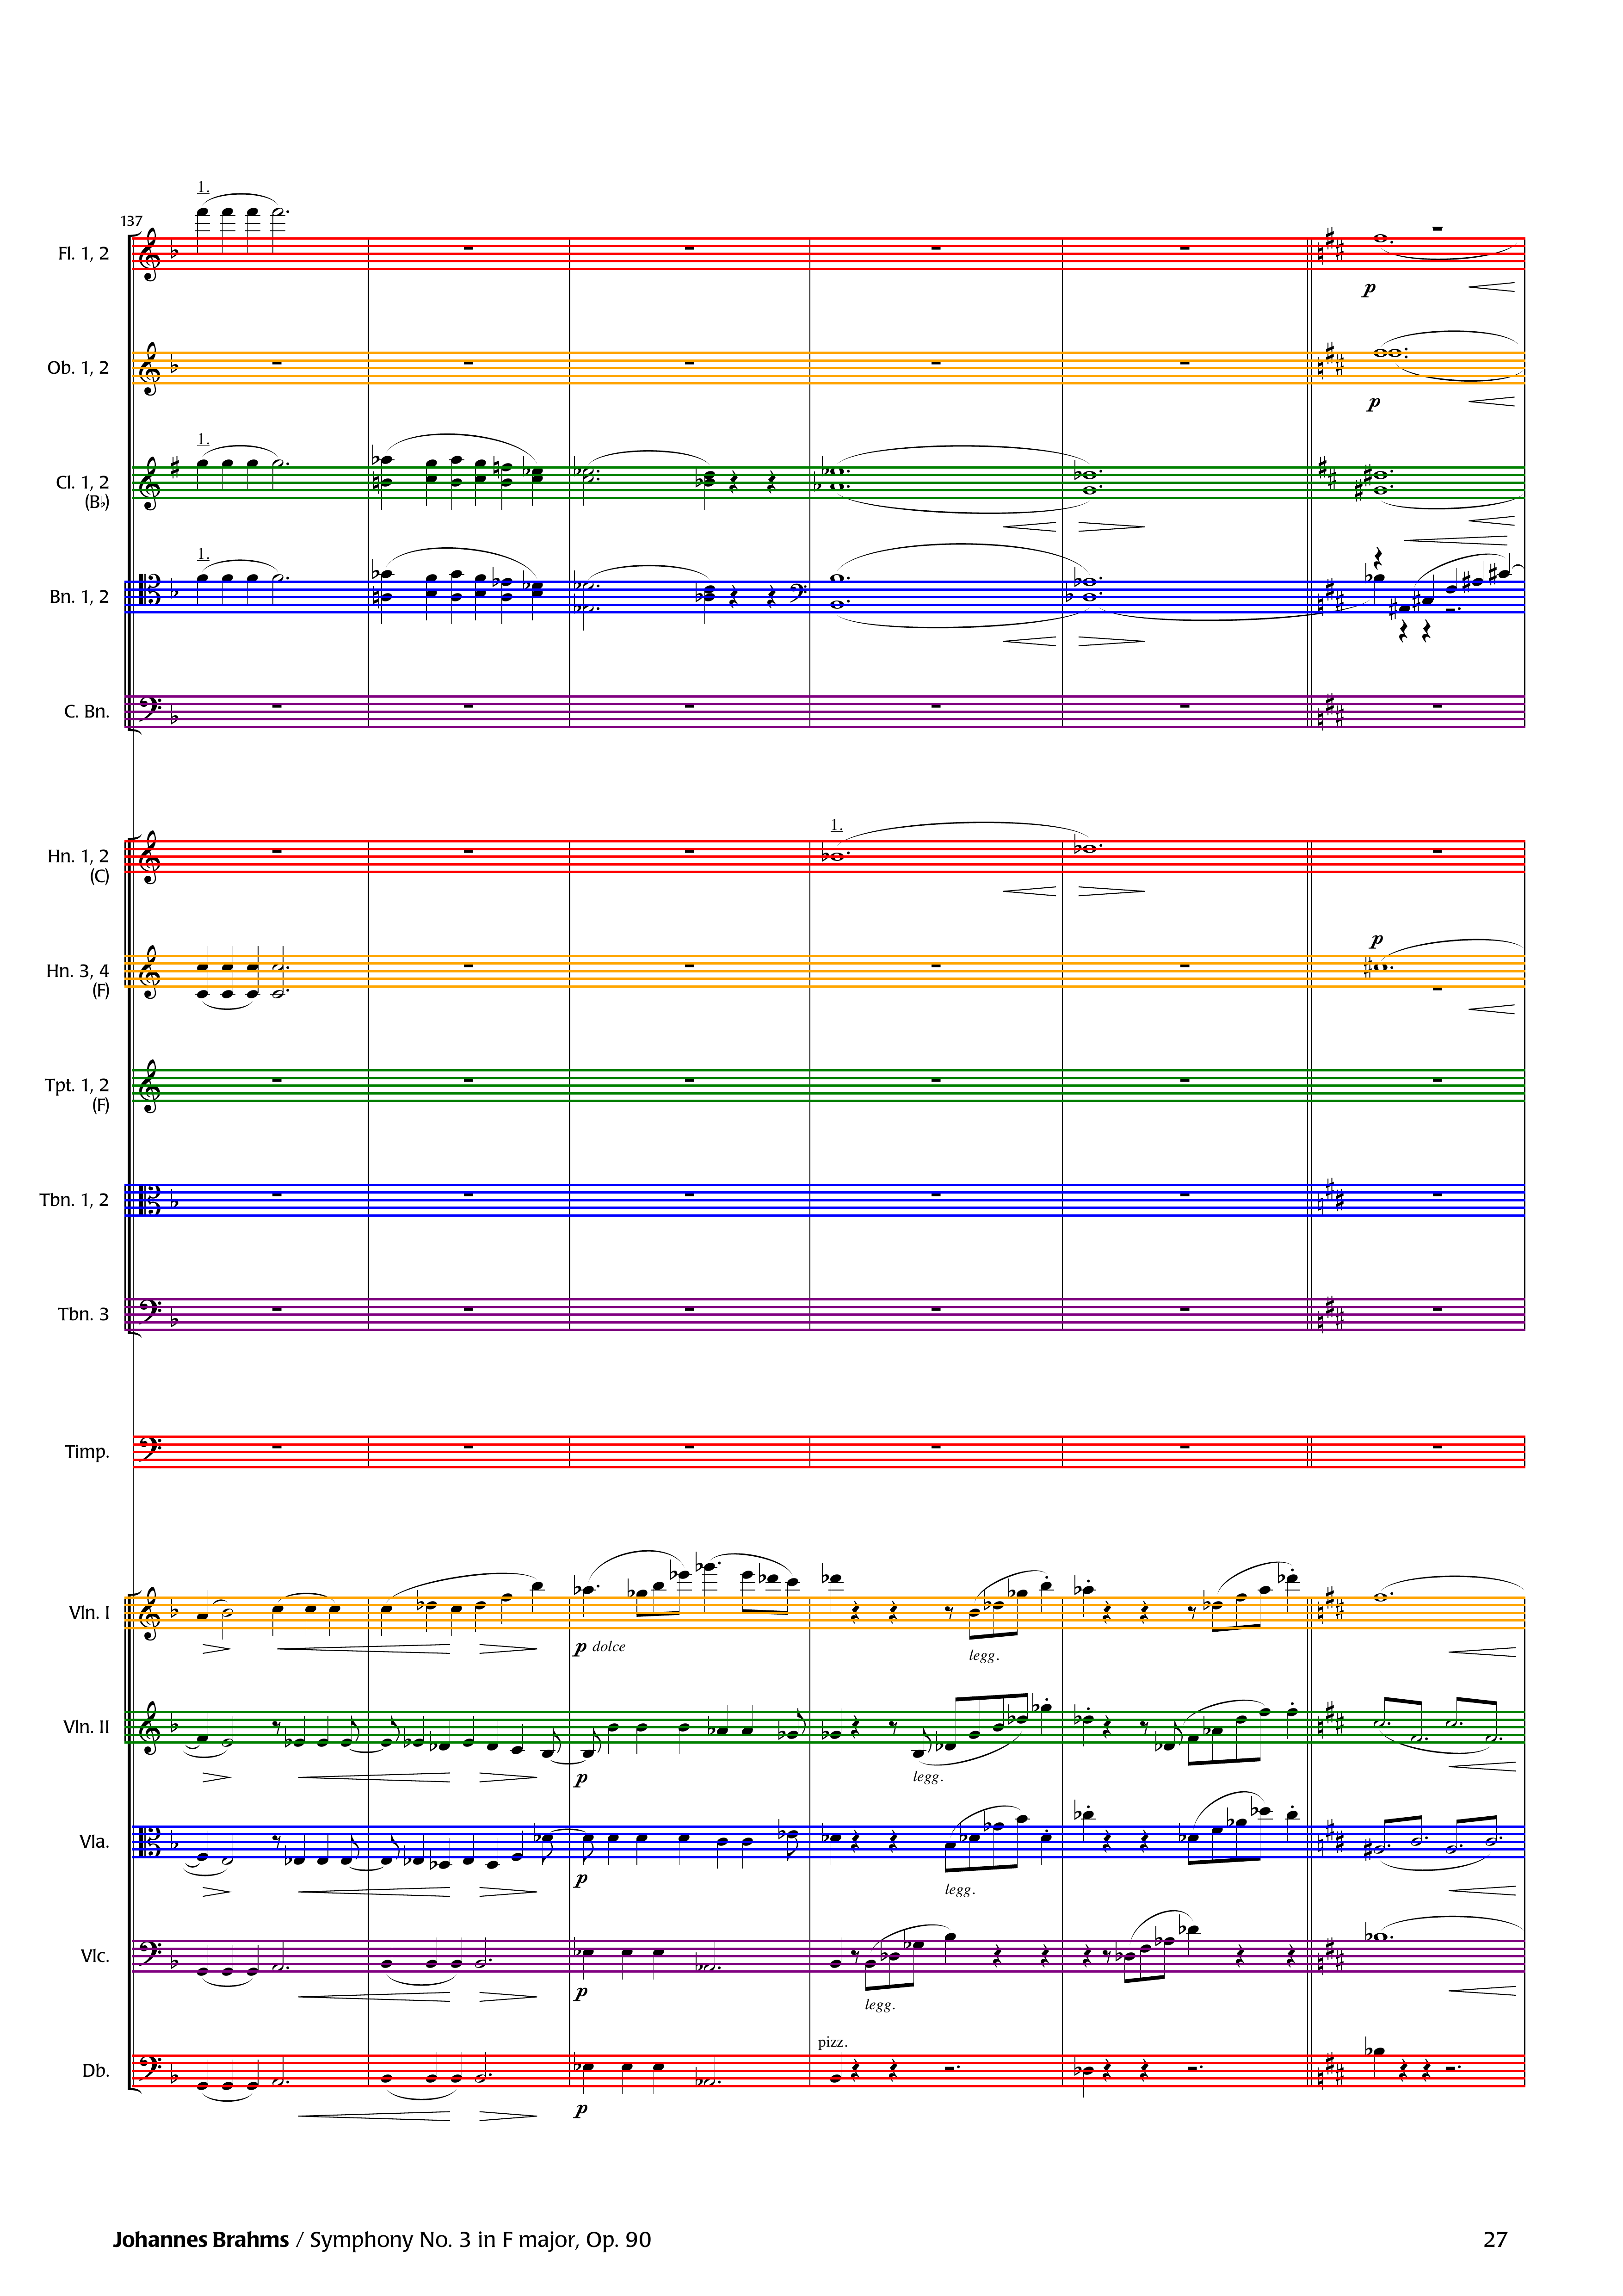 1.
137
Fl. 1, 2
p
Ob. 1, 2
p
1.
Cl. 1, 2
(B♭)
1.
Bn. 1, 2
C. Bn.
1.
Hn. 1, 2
(C)
p
Hn. 3, 4
(F)
Tpt. 1, 2
(F)
Tbn. 1, 2
Tbn. 3
Timp.
Vln. I
p dolce
legg.
Vln. II
p
legg.
Vla.
p
legg.
Vlc.
p
legg.
pizz.
Db.
p
Johannes Brahms / Symphony No. 3 in F major, Op. 90
27